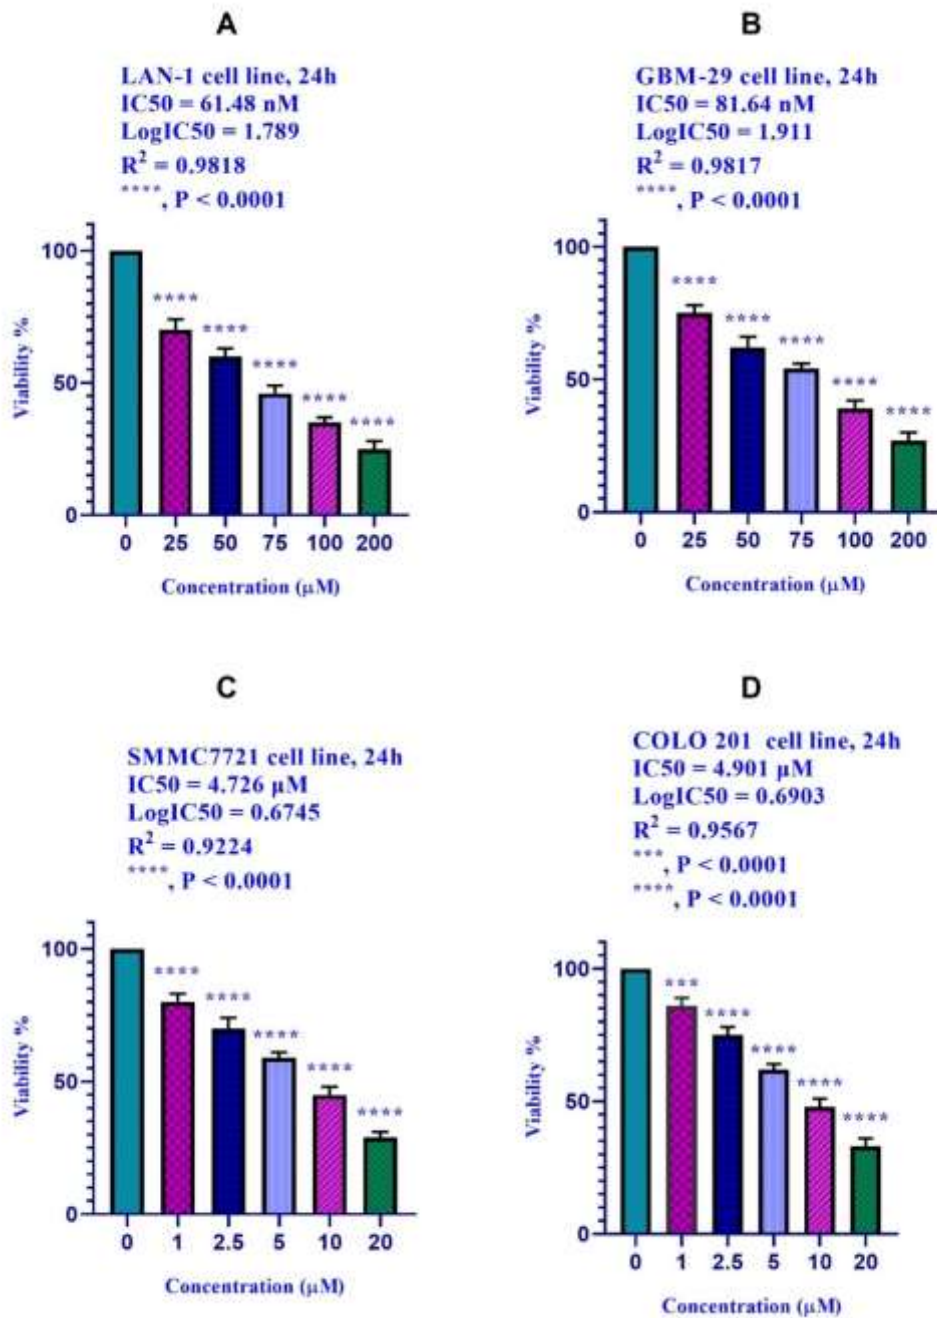 A
LAN-1 cell line, 24h
IC50 = 61.48 nM
LogIC50 = 1.789
R² = 0.9818
****, P < 0.0001
Viability %
100
50
0
****
****
****
****
****
0 25 50 75 100 200
Concentration (μM)
B
GBM-29 cell line, 24h
IC50 = 81.64 nM
LogIC50 = 1.911
R² = 0.9817
****, P < 0.0001
Viability %
100
50
0
****
****
****
****
****
0 25 50 75 100 200
Concentration (μM)
C
SMMC7721 cell line, 24h
IC50 = 4.726 μM
LogIC50 = 0.6745
R² = 0.9224
****, P < 0.0001
Viability %
100
50
0
****
****
****
****
****
0 1 2.5 5 10 20
Concentration (μM)
D
COLO 201 cell line, 24h
IC50 = 4.901 μM
LogIC50 = 0.6903
R² = 0.9567
***, P < 0.0001
****, P < 0.0001
Viability %
100
50
0
***
****
****
****
****
0 1 2.5 5 10 20
Concentration (μM)